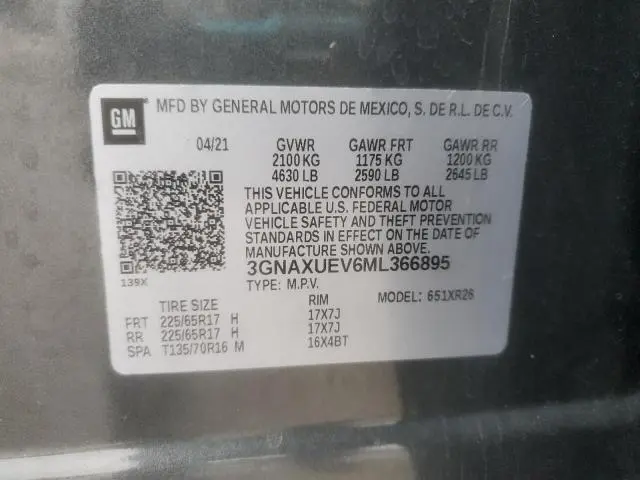 GM
MFD BY GENERAL MOTORS DE MEXICO, S. DE R.L. DE C.V.
04/21 GVWR GAWR FRT GAWR RR
2100 KG 1175 KG 1200 KG
4630 LB 2590 LB 2645 LB
THIS VEHICLE CONFORMS TO ALL
APPLICABLE U.S. FEDERAL MOTOR
VEHICLE SAFETY AND THEFT PREVENTION
STANDARDS IN EFFECT ON THE DATE OF
MANUFACTURE SHOWN ABOVE.
3GNAXUEV6ML366895
139X
TYPE: M.P.V. MODEL: 651XR26
TIRE SIZE RIM
FRT 225/65R17 H 17X7J
RR 225/65R17 H 17X7J
SPA T135/70R16 M 16X4BT